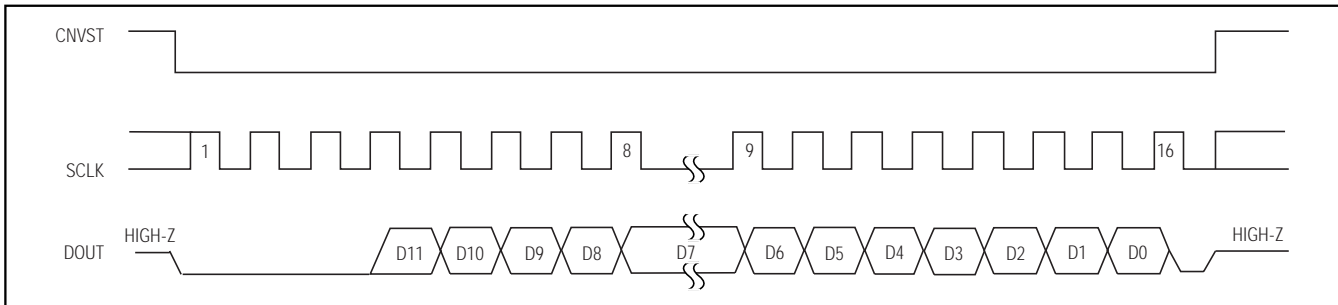 CNVST
SCLK
1
8
9
16
DOUT
HIGH-Z
D11
D10
D9
D8
D7
D6
D5
D4
D3
D2
D1
D0
HIGH-Z